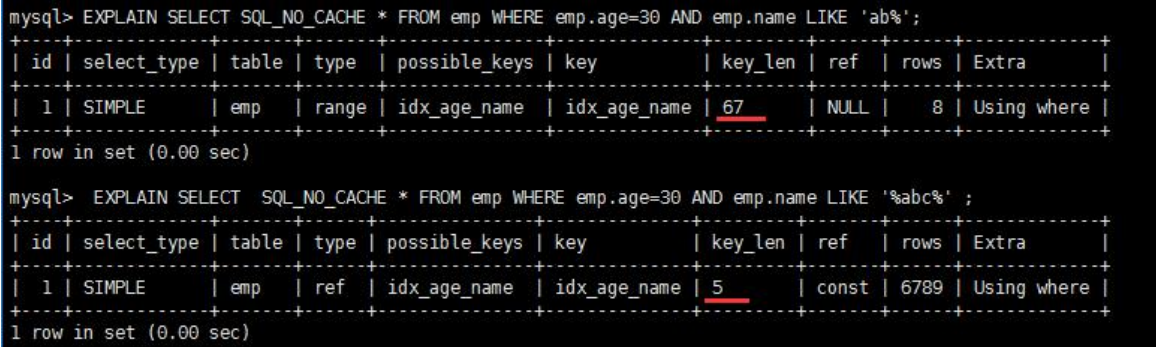 mysql> EXPLAIN SELECT SQL_NO_CACHE * FROM emp WHERE emp.age=30 AND emp.name LIKE 'ab%';
+----+-------------+-------+-------+---------------+--------------+---------+------+------+-------------+
| id | select_type | table | type | possible_keys | key | key_len | ref | rows | Extra |
+----+-------------+-------+-------+---------------+--------------+---------+------+------+-------------+
| 1 | SIMPLE | emp | range | idx_age_name | idx_age_name | 67 | NULL | 8 | Using where |
+----+-------------+-------+-------+---------------+--------------+---------+------+------+-------------+
1 row in set (0.00 sec)
mysql> EXPLAIN SELECT SQL_NO_CACHE * FROM emp WHERE emp.age=30 AND emp.name LIKE '%abc%' ;
+----+-------------+-------+------+---------------+--------------+---------+-------+------+-------------+
| id | select_type | table | type | possible_keys | key | key_len | ref | rows | Extra |
+----+-------------+-------+------+---------------+--------------+---------+-------+------+-------------+
| 1 | SIMPLE | emp | ref | idx_age_name | idx_age_name | 5 | const | 6789 | Using where |
+----+-------------+-------+------+---------------+--------------+---------+-------+------+-------------+
1 row in set (0.00 sec)